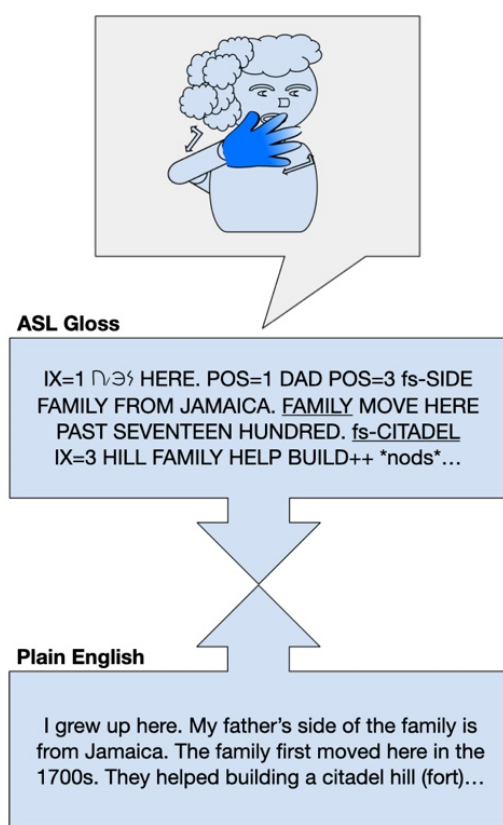 ASL Gloss
IX=1 HERE. POS=1 DAD POS=3 fs-SIDE
FAMILY FROM JAMAICA. FAMILY MOVE HERE
PAST SEVENTEEN HUNDRED. fs-CITADEL
IX=3 HILL FAMILY HELP BUILD++ *nods*…
Plain English
I grew up here. My father’s side of the family is
from Jamaica. The family first moved here in the
1700s. They helped building a citadel hill (fort)…